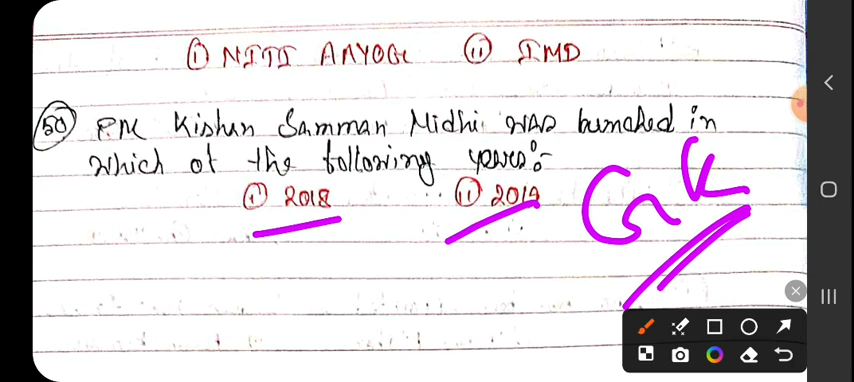 (i) NITI AAYOG (ii) IMD
(50) PM Kishan Samman Nidhi was launched in
which of the following years:-
(i) 2018 (ii) 2019
GK